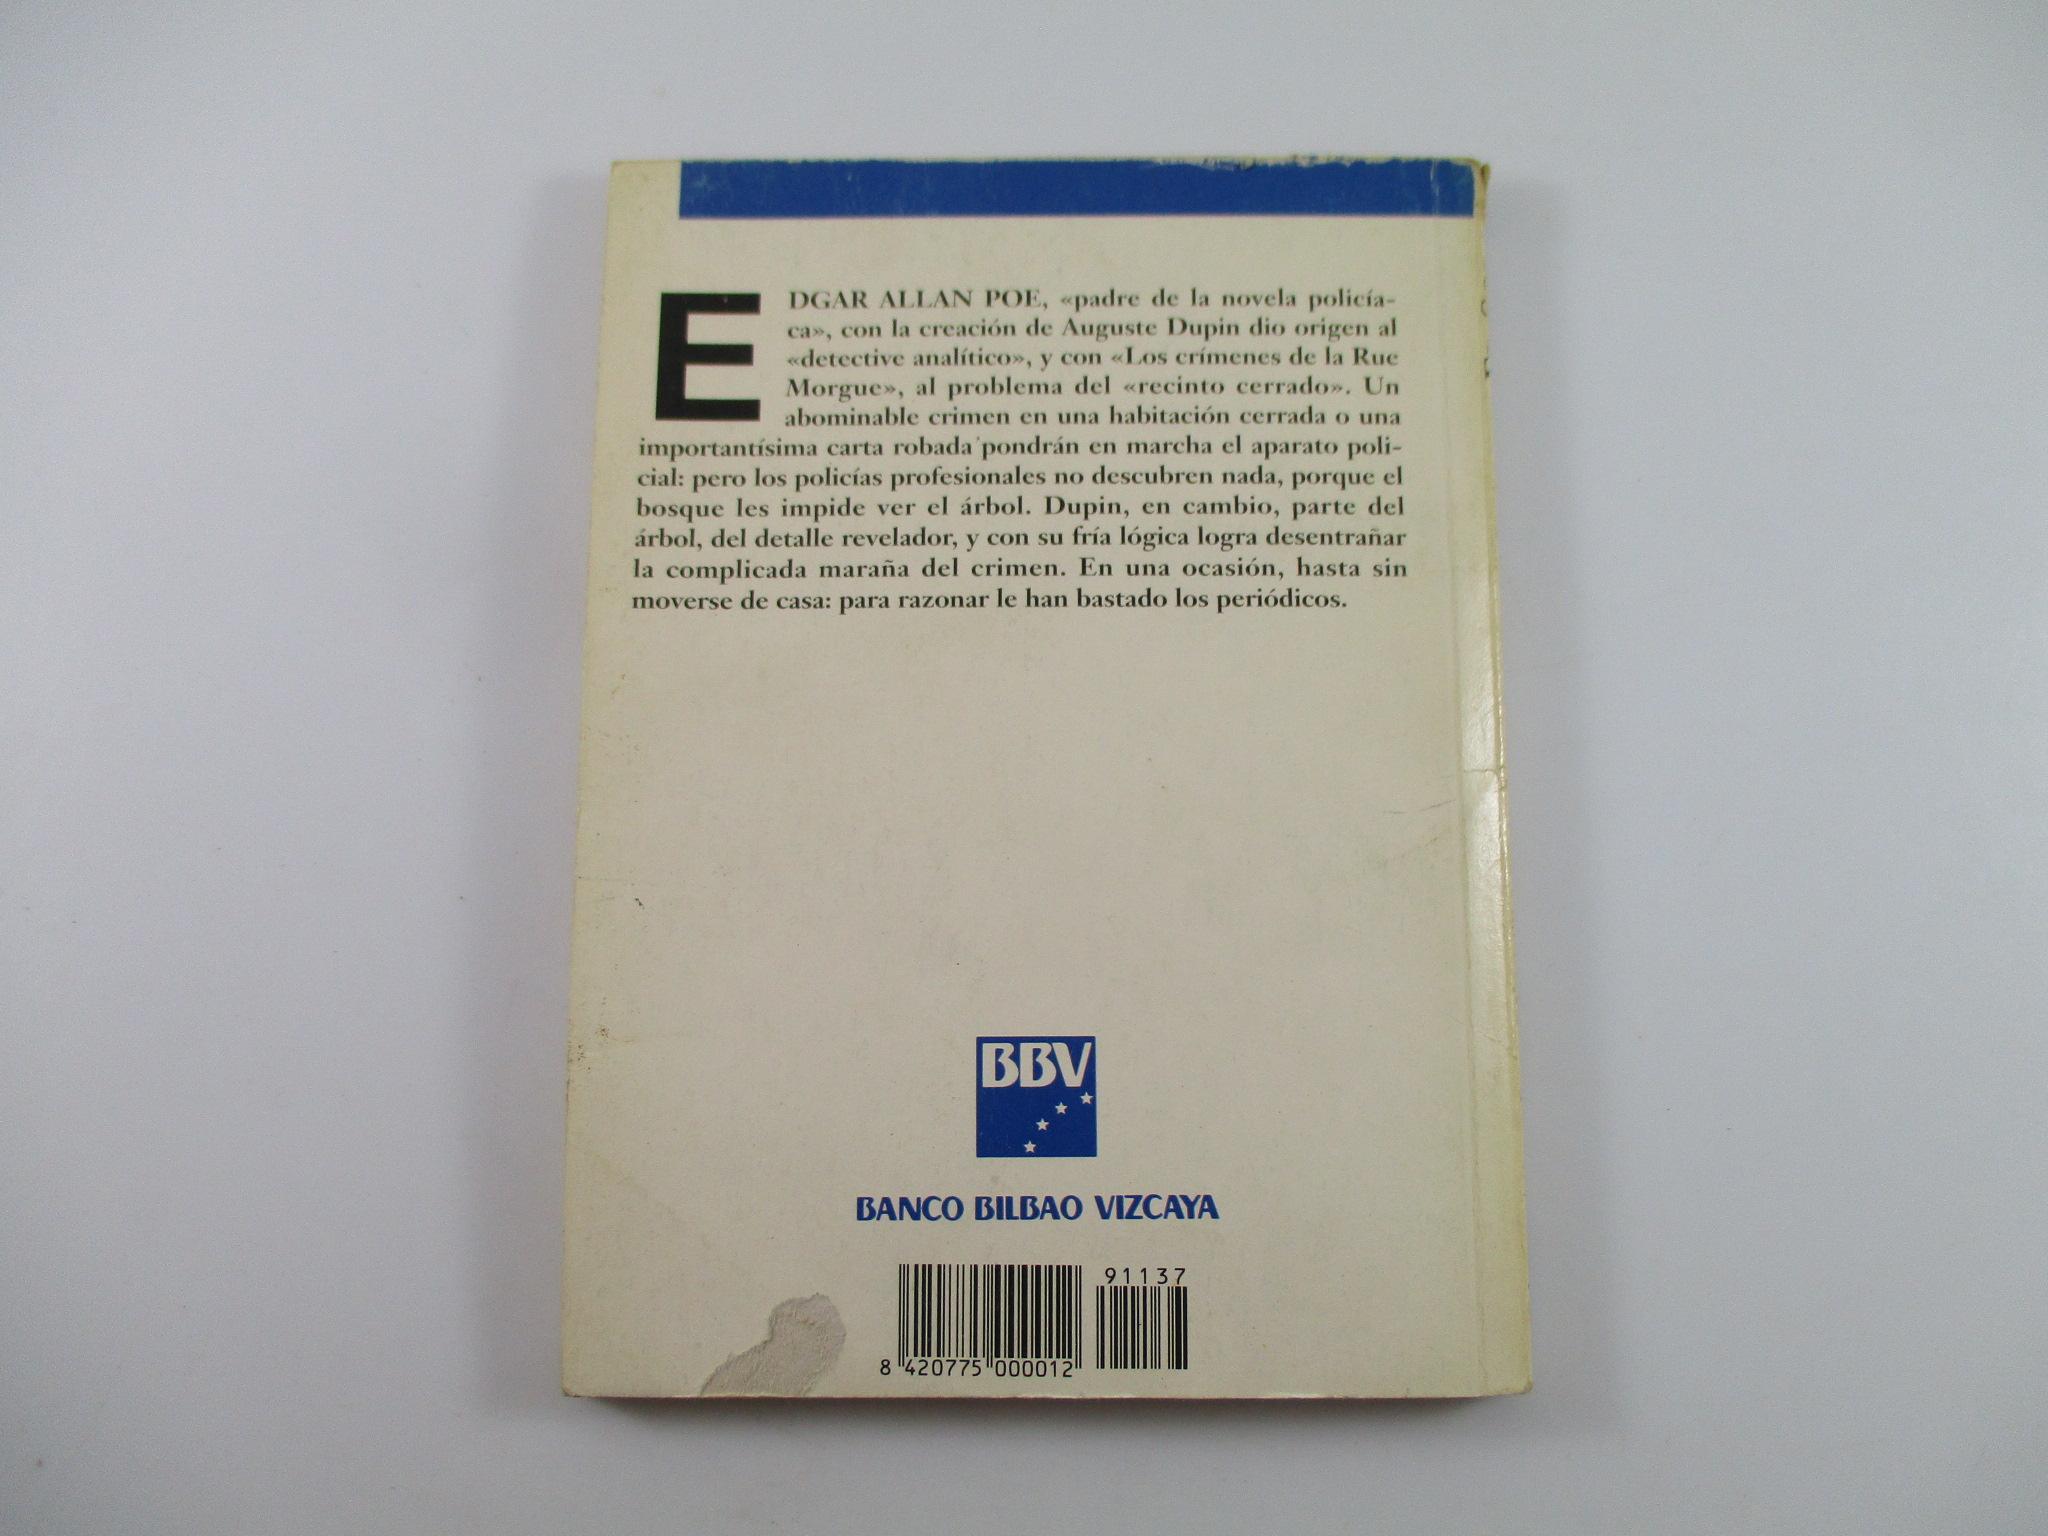 EDGAR ALLAN POE, «padre de la novela policía-
ca», con la creación de Auguste Dupin dio origen al
«detective analítico», y con «Los crímenes de la Rue
Morgue», al problema del «recinto cerrado». Un
abominable crimen en una habitación cerrada o una
importantísima carta robada pondrán en marcha el aparato poli-
cial: pero los policías profesionales no descubren nada, porque el
bosque les impide ver el árbol. Dupin, en cambio, parte del
árbol, del detalle revelador, y con su fría lógica logra desentrañar
la complicada maraña del crimen. En una ocasión, hasta sin
moverse de casa: para razonar le han bastado los periódicos.
BBV
BANCO BILBAO VIZCAYA
91137
8 420775 000012